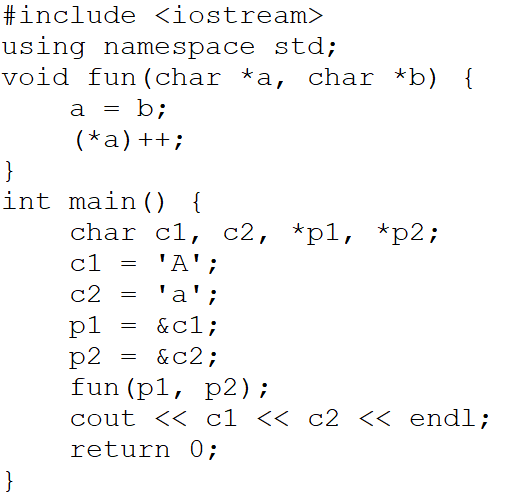 #include <iostream>
using namespace std;
void fun(char *a, char *b) {
    a = b;
    (*a)++;
}
int main() {
    char c1, c2, *p1, *p2;
    c1 = 'A';
    c2 = 'a';
    p1 = &c1;
    p2 = &c2;
    fun(p1, p2);
    cout << c1 << c2 << endl;
    return 0;
}